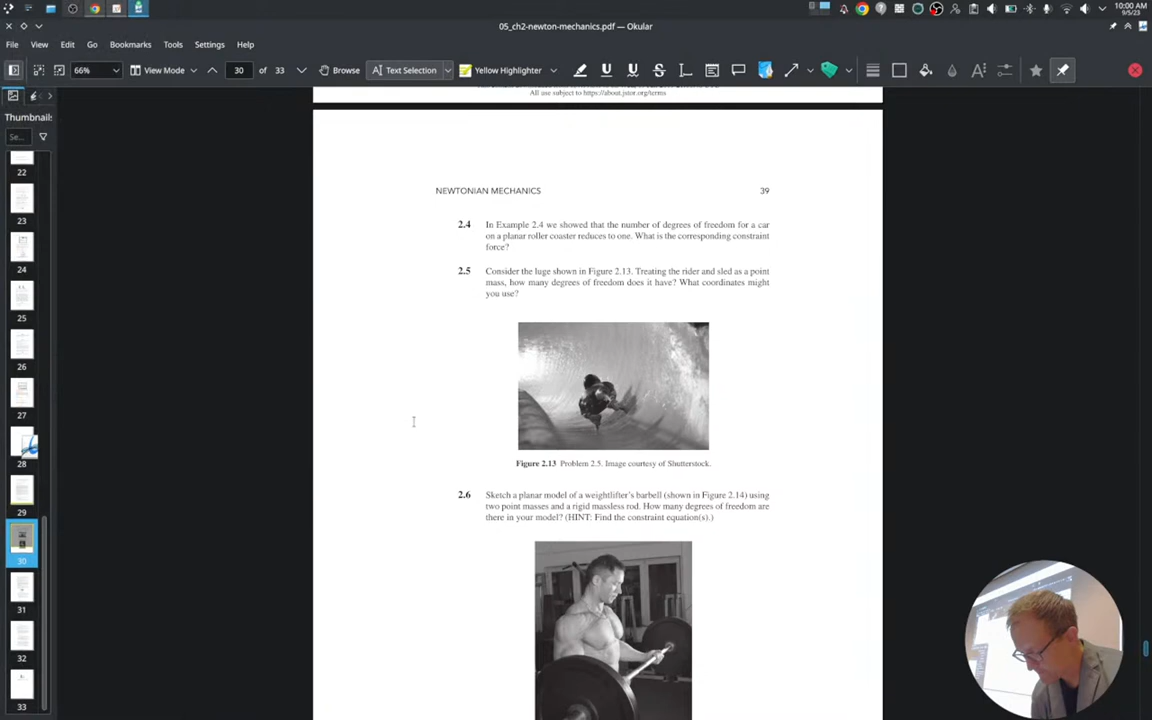 10:00 AM
9/5/23
05_ch2-newton-mechanics.pdf — Okular
File View Edit Go Bookmarks Tools Settings Help
66% View Mode 30 of 33 Browse Text Selection Yellow Highlighter
Thumbnails
Se...
22
23
24
25
26
27
28
29
30
31
32
33
All use subject to https://about.jstor.org/terms
NEWTONIAN MECHANICS 39
2.4 In Example 2.4 we showed that the number of degrees of freedom for a car
on a planar roller coaster reduces to one. What is the corresponding constraint
force?
2.5 Consider the luge shown in Figure 2.13. Treating the rider and sled as a point
mass, how many degrees of freedom does it have? What coordinates might
you use?
Figure 2.13 Problem 2.5. Image courtesy of Shutterstock.
2.6 Sketch a planar model of a weightlifter's barbell (shown in Figure 2.14) using
two point masses and a rigid massless rod. How many degrees of freedom are
there in your model? (HINT: Find the constraint equation(s).)